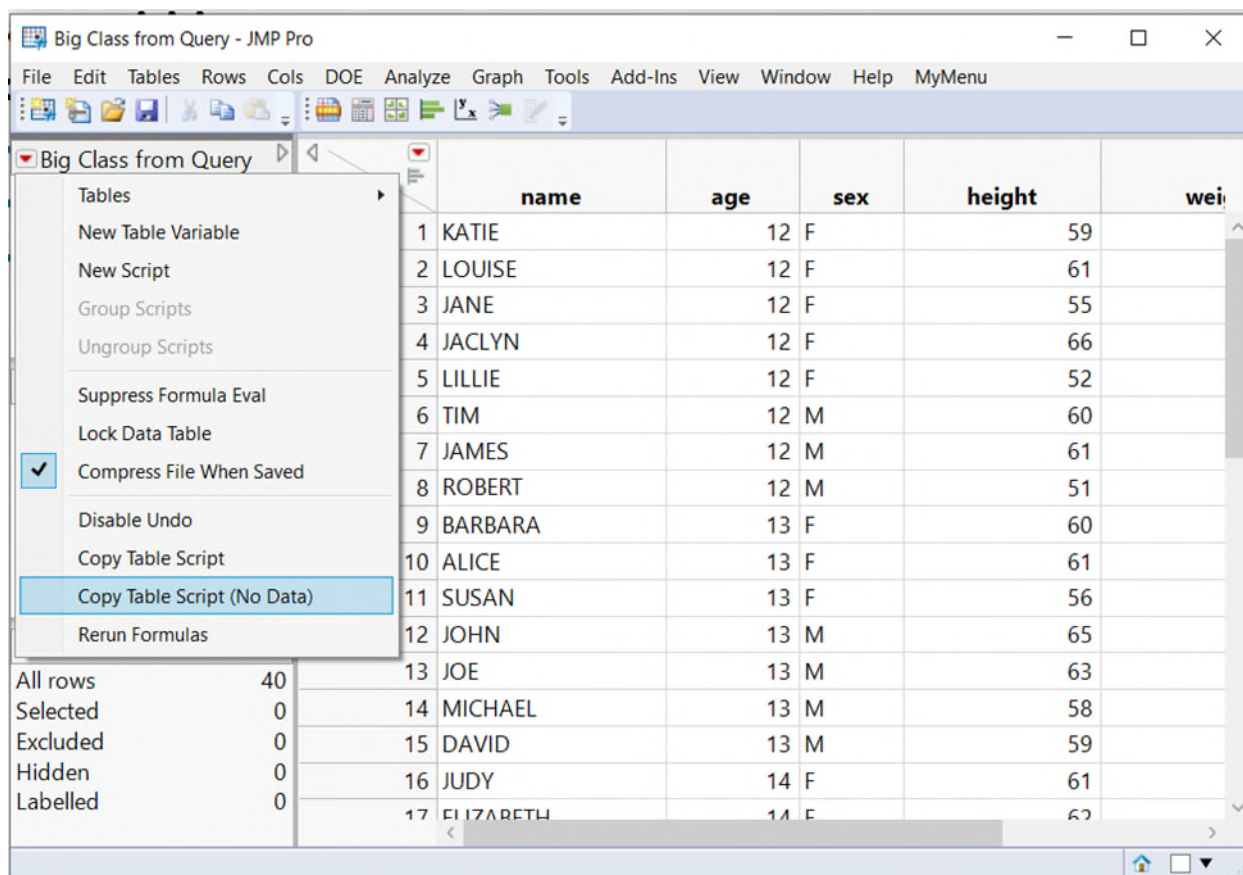 Big Class from Query - JMP Pro
File Edit Tables Rows Cols DOE Analyze Graph Tools Add-Ins View Window Help MyMenu
Big Class from Query
Tables
New Table Variable
New Script
Group Scripts
Ungroup Scripts
Suppress Formula Eval
Lock Data Table
Compress File When Saved
Disable Undo
Copy Table Script
Copy Table Script (No Data)
Rerun Formulas
All rows 40
Selected 0
Excluded 0
Hidden 0
Labelled 0
name age sex height
1 KATIE 12 F 59
2 LOUISE 12 F 61
3 JANE 12 F 55
4 JACLYN 12 F 66
5 LILLIE 12 F 52
6 TIM 12 M 60
7 JAMES 12 M 61
8 ROBERT 12 M 51
9 BARBARA 13 F 60
10 ALICE 13 F 61
11 SUSAN 13 F 56
12 JOHN 13 M 65
13 JOE 13 M 63
14 MICHAEL 13 M 58
15 DAVID 13 M 59
16 JUDY 14 F 61
17 ELIZABETH 14 F 62